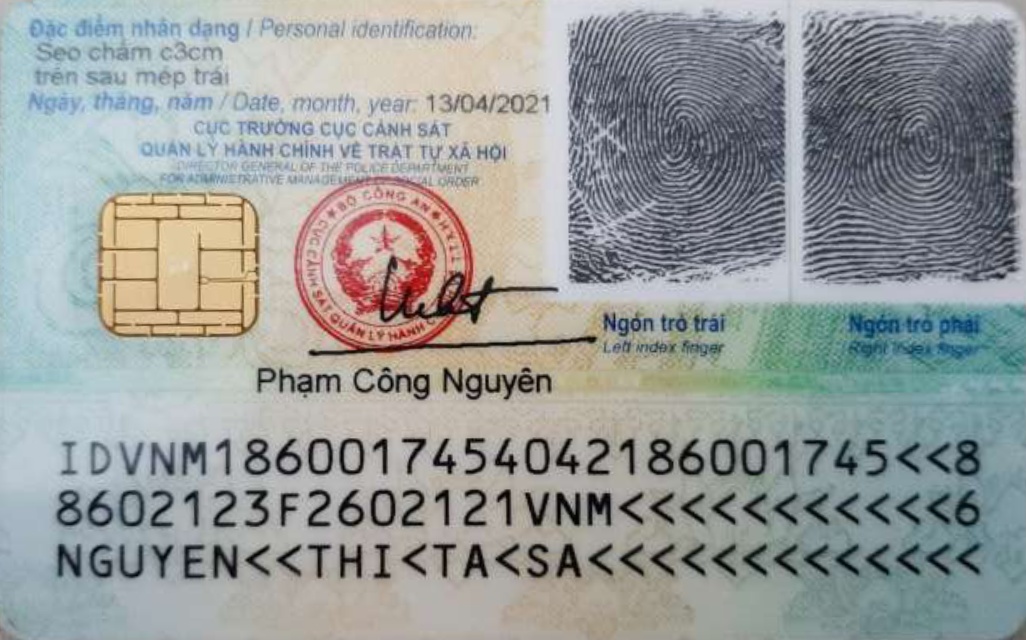 Đặc điểm nhân dạng / Personal identification:
Seo chấm c3cm
trên sau mép trái
Ngày, tháng, năm / Date, month, year: 13/04/2021
CỤC TRƯỞNG CỤC CẢNH SÁT
QUẢN LÝ HÀNH CHÍNH VỀ TRẬT TỰ XÃ HỘI
DIRECTOR GENERAL OF THE POLICE DEPARTMENT
FOR ADMINISTRATIVE MANAGEMENT OF SOCIAL ORDER
BỘ CÔNG AN
CỤC CẢNH SÁT QUẢN LÝ HÀNH
Ngón trỏ trái
Left index finger
Ngón trỏ phải
Right index finger
Phạm Công Nguyên
IDVNM1860017454042186001745<<8
8602123F2602121VNM<<<<<<<<<<<6
NGUYEN<<THI<TA<SA<<<<<<<<<<<<<